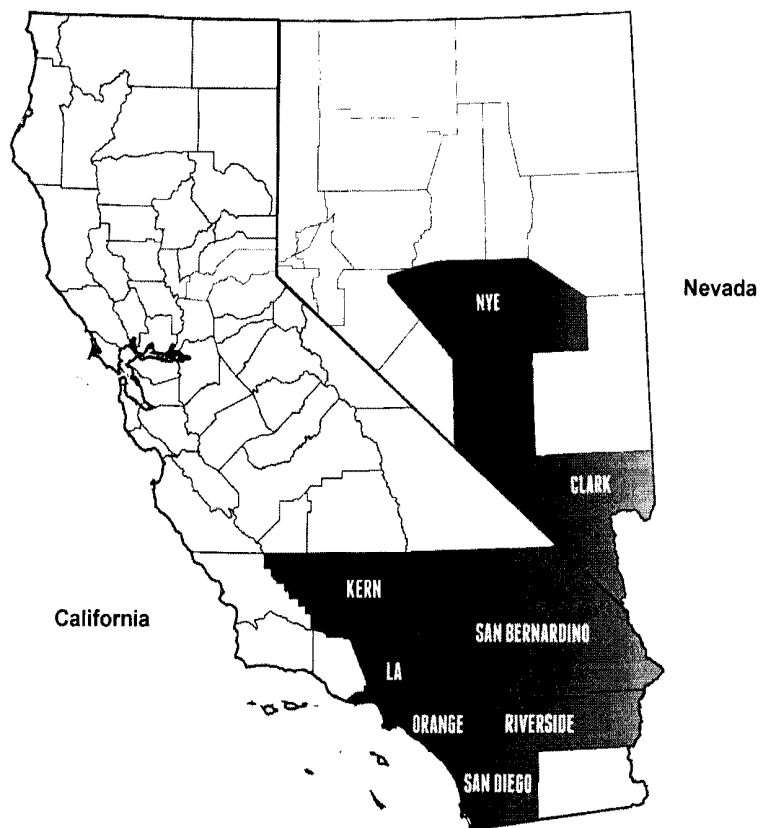 NYE
Nevada
CLARK
KERN
California
SAN BERNARDINO
LA
ORANGE RIVERSIDE
SAN DIEGO